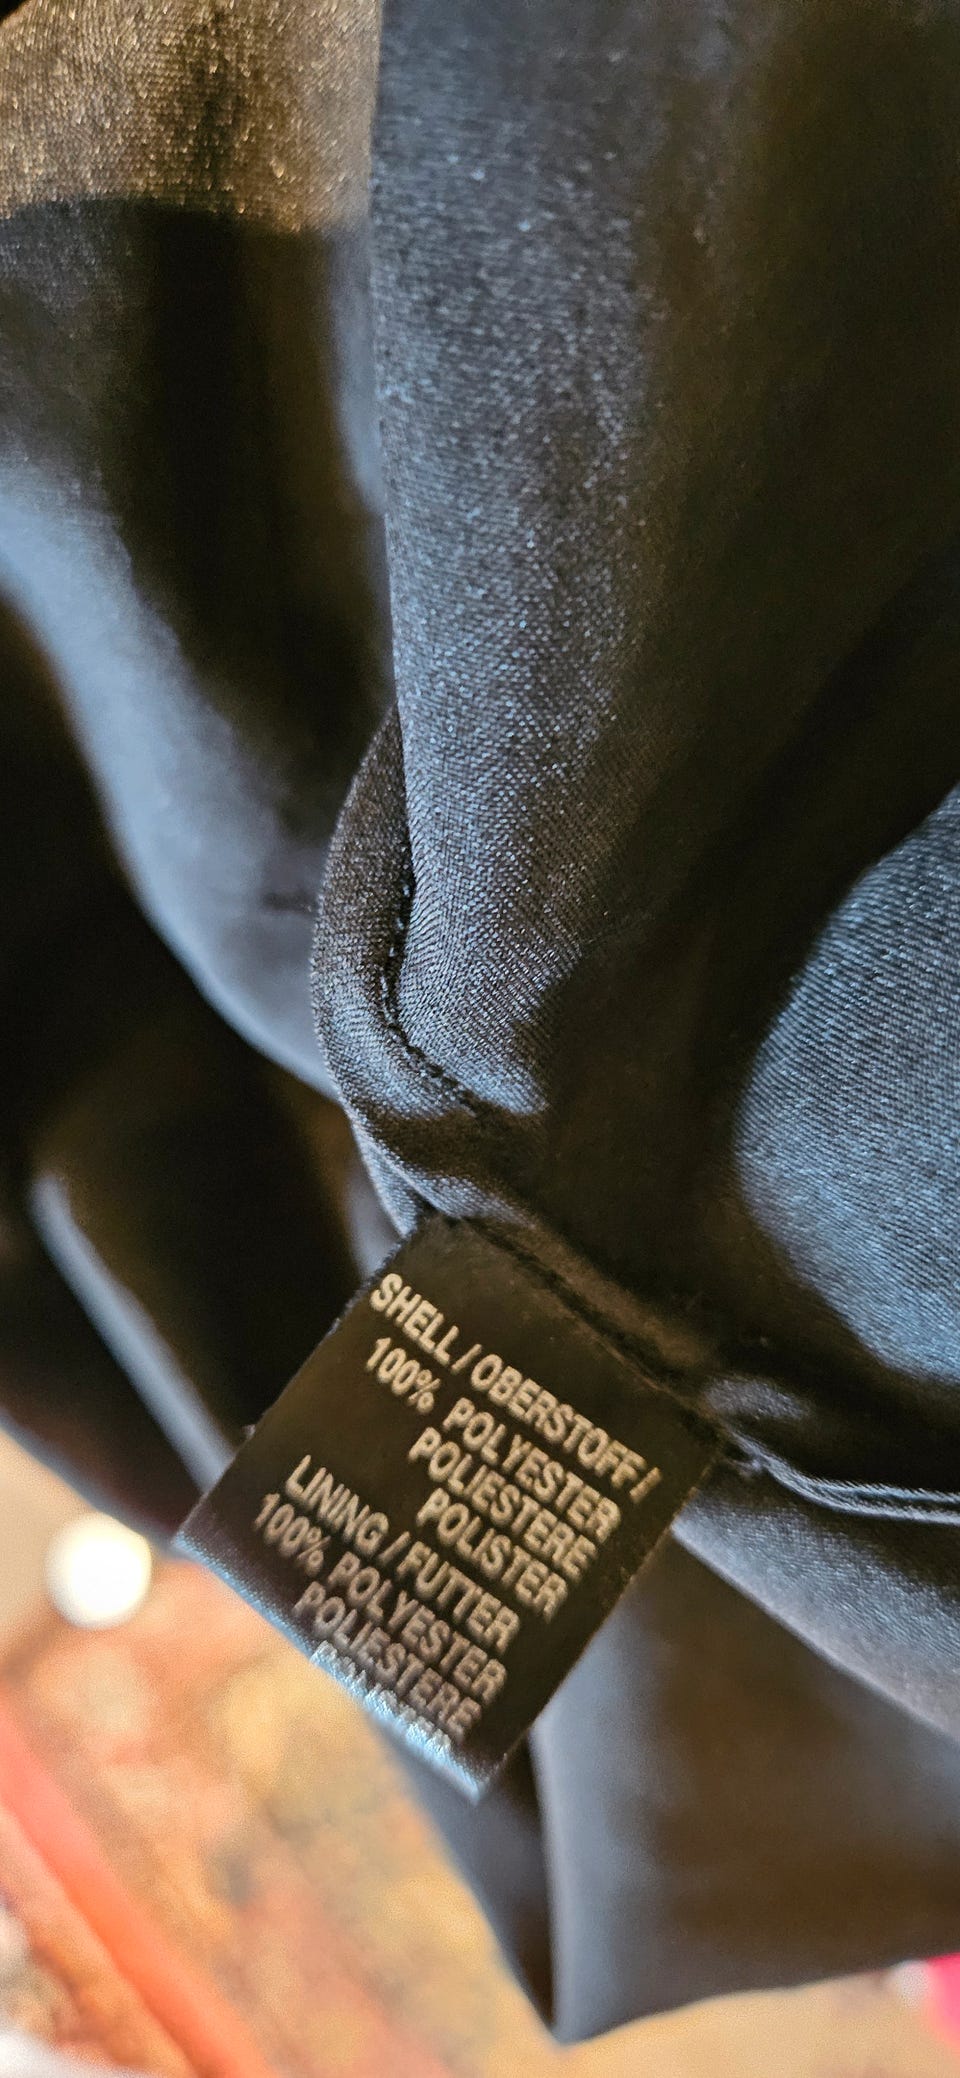 SHELL / OBERSTOFF /
100% POLYESTER
POLIESTERE
POLISTER
LINING / FUTTER
100% POLYESTER
POLIESTERE